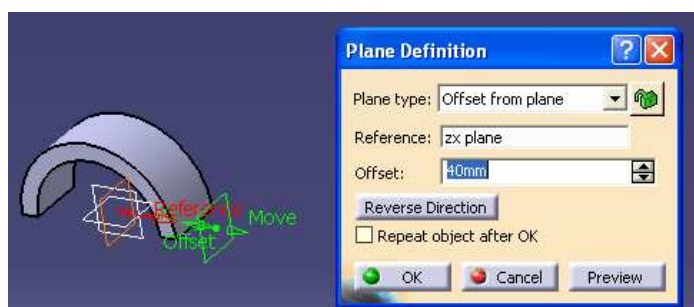 Plane Definition
Plane type: Offset from plane
Reference: zx plane
Offset: 40mm
Reverse Direction
Repeat object after OK
OK Cancel Preview
Reference
Move
Offset